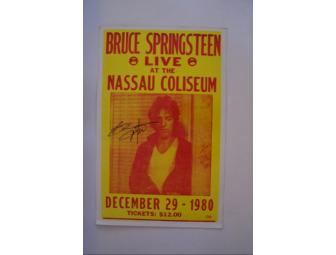 BRUCE SPRINGSTEEN
LIVE
AT THE
NASSAU COLISEUM
DECEMBER 29 - 1980
TICKETS: $12.00